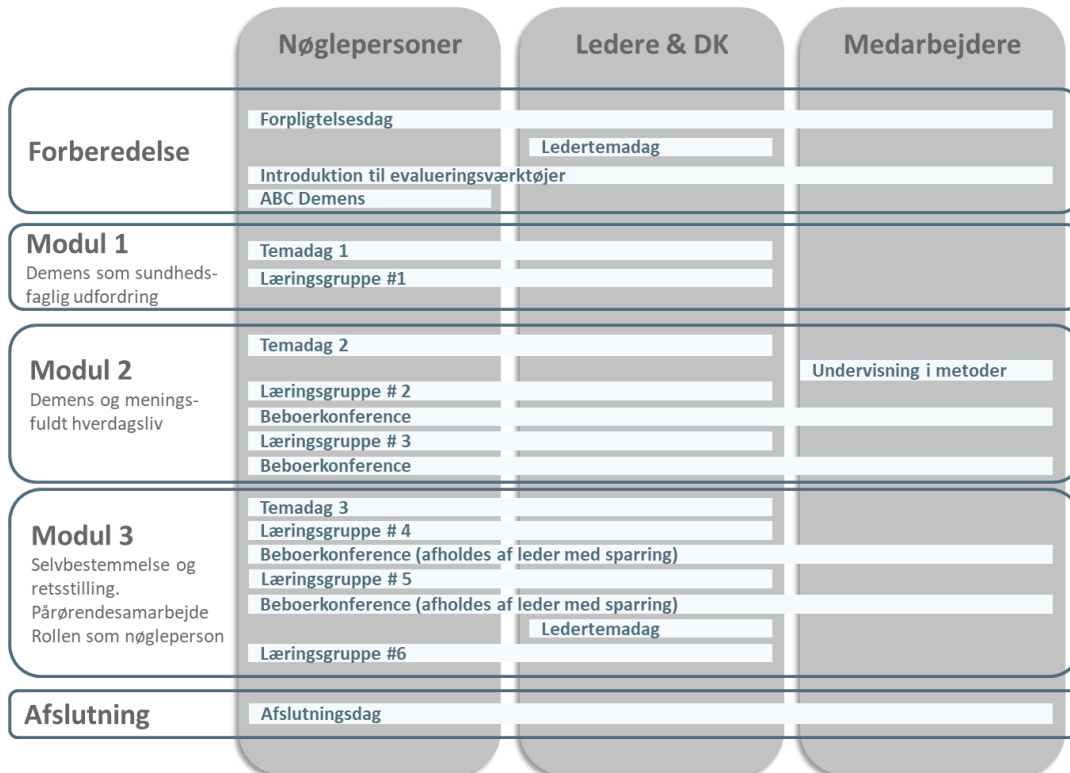 Nøglepersoner
Ledere & DK
Medarbejdere
Forberedelse
Forpligtelsesdag
Ledertemadag
Introduktion til evalueringsværktøjer
ABC Demens
Modul 1
Demens som sundheds-
faglig udfordring
Temadag 1
Læringsgruppe #1
Modul 2
Demens og menings-
fuldt hverdagsliv
Temadag 2
Undervisning i metoder
Læringsgruppe # 2
Beboerkonference
Læringsgruppe # 3
Beboerkonference
Modul 3
Selvbestemmelse og
retsstilling.
Pårørendesamarbejde
Rollen som nøgleperson
Temadag 3
Læringsgruppe # 4
Beboerkonference (afholdes af leder med sparring)
Læringsgruppe # 5
Beboerkonference (afholdes af leder med sparring)
Ledertemadag
Læringsgruppe #6
Afslutning
Afslutningsdag